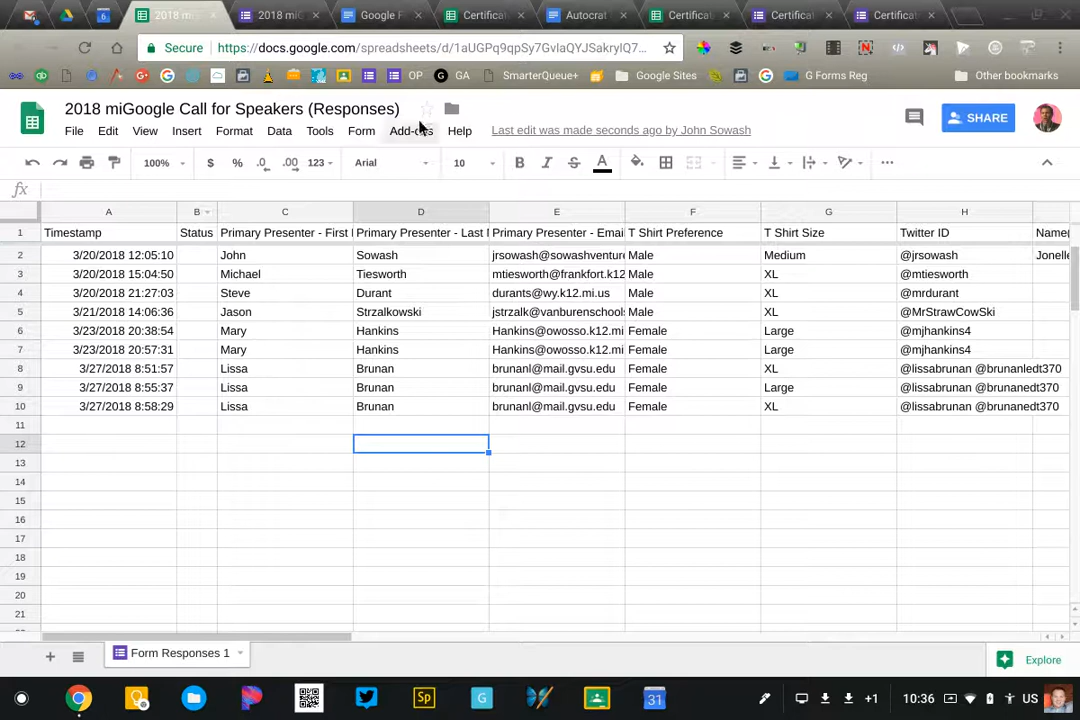 2018 mi
2018 miG
Google F
Certificat
Autocrat
Certificat
Certificat
Certificat
Secure https://docs.google.com/spreadsheets/d/1aUGPq9qpSy7GvlaQYJSakrylQ7...
OP GA SmarterQueue+ Google Sites G Forms Reg Other bookmarks
2018 miGoogle Call for Speakers (Responses)
File Edit View Insert Format Data Tools Form Add-ons Help Last edit was made seconds ago by John Sowash SHARE
100% $ % .0 .00 123 Arial 10 B I S A ...
fx
A B C D E F G H
1 Timestamp Status Primary Presenter - First Primary Presenter - Last Primary Presenter - Emai T Shirt Preference T Shirt Size Twitter ID Name(
2 3/20/2018 12:05:10 John Sowash jrsowash@sowashventure Male Medium @jrsowash Jonelle
3 3/20/2018 15:04:50 Michael Tiesworth mtiesworth@frankfort.k12 Male XL @mtiesworth
4 3/20/2018 21:27:03 Steve Durant durants@wy.k12.mi.us Male XL @mrdurant
5 3/21/2018 14:06:36 Jason Strzalkowski jstrzalk@vanburenschools Male XL @MrStrawCowSki
6 3/23/2018 20:38:54 Mary Hankins Hankins@owosso.k12.mi Female Large @mjhankins4
7 3/23/2018 20:57:31 Mary Hankins Hankins@owosso.k12.mi Female Large @mjhankins4
8 3/27/2018 8:51:57 Lissa Brunan brunanl@mail.gvsu.edu Female XL @lissabrunan @brunanledt370
9 3/27/2018 8:55:37 Lissa Brunan brunanl@mail.gvsu.edu Female Large @lissabrunan @brunanedt370
10 3/27/2018 8:58:29 Lissa Brunan brunanl@mail.gvsu.edu Female XL @lissabrunan @brunanedt370
11
12
13
14
15
16
17
18
19
20
21
Form Responses 1 Explore
Sp G 31 +1 10:36 US